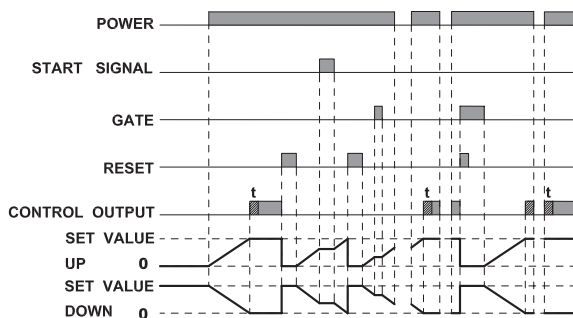 POWER
START SIGNAL
GATE
RESET
t t t
CONTROL OUTPUT
SET VALUE
UP 0
SET VALUE
DOWN 0